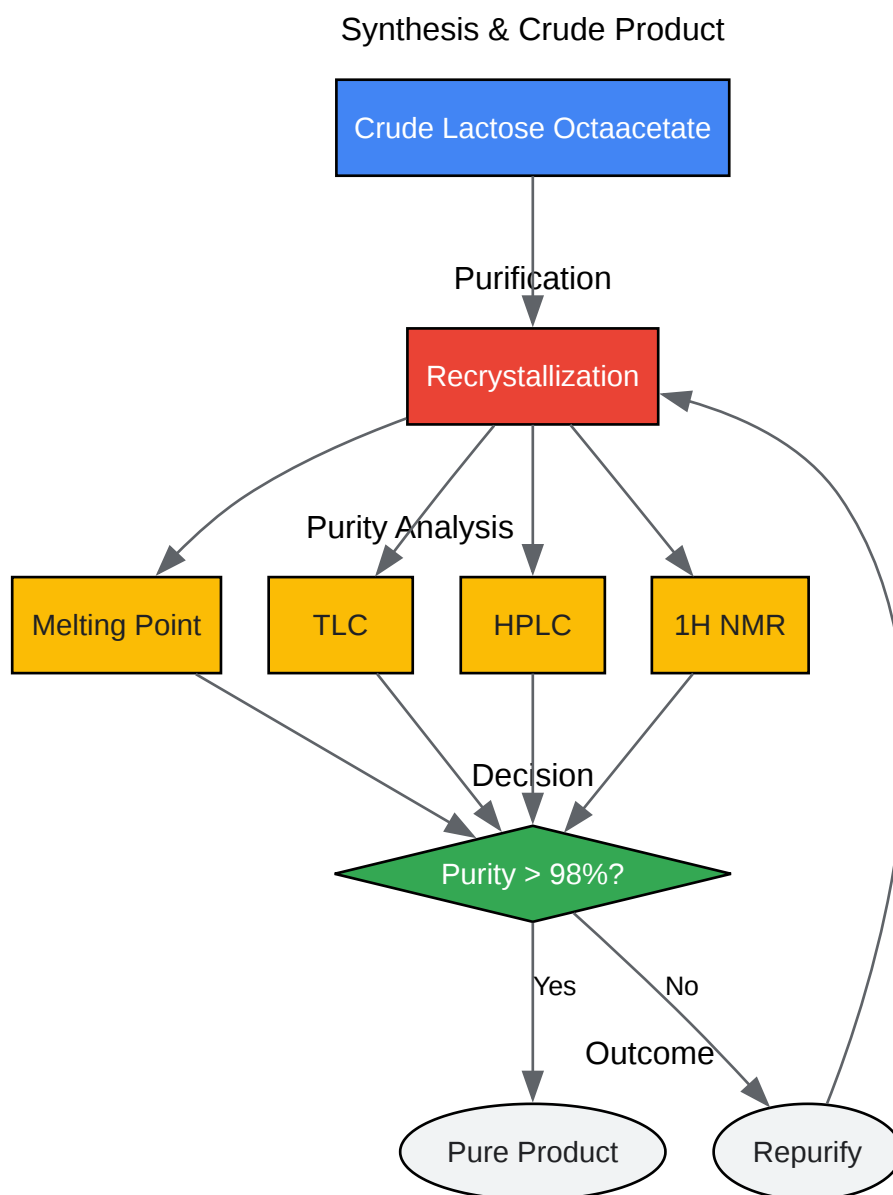 Synthesis & Crude Product
Crude Lactose Octaacetate
Purification
Recrystallization
Purity Analysis
Melting Point
TLC
HPLC
1H NMR
Decision
Purity > 98%?
Yes
No
Outcome
Pure Product
Repurify